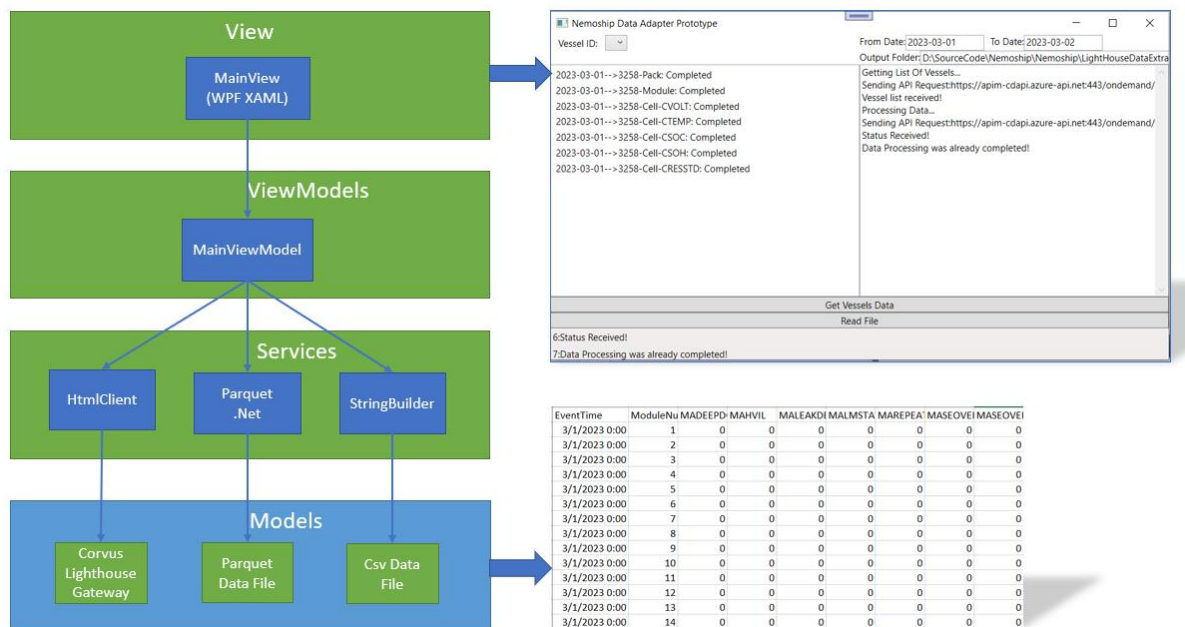 View
MainView
(WPF XAML)
ViewModels
MainViewModel
Services
HtmlClient
Parquet
.Net
StringBuilder
Models
Corvus
Lighthouse
Gateway
Parquet
Data File
Csv Data
File
Nemoship Data Adapter Prototype
Vessel ID:
From Date: 2023-03-01 To Date: 2023-03-02
Output Folder: D:\SourceCode\Nemoship\Nemoship\LightHouseDataExtra
2023-03-01-->3258-Pack: Completed
2023-03-01-->3258-Module: Completed
2023-03-01-->3258-Cell-CVOLT: Completed
2023-03-01-->3258-Cell-CTEMP: Completed
2023-03-01-->3258-Cell-CSOC: Completed
2023-03-01-->3258-Cell-CSOH: Completed
2023-03-01-->3258-Cell-CRESSTD: Completed
Getting List Of Vessels...
Sending API Request:https://apim-cdapi.azure-api.net:443/ondemand/
Vessel list received!
Processing Data...
Sending API Request:https://apim-cdapi.azure-api.net:443/ondemand/
Status Received!
Data Processing was already completed!
Get Vessels Data
Read File
6:Status Received!
7:Data Processing was already completed!
EventTime ModuleNu MADEEPD MAHVIL MALEAKDI MALMSTA MAREPEAT MASEOVEI MASEOVEI
3/1/2023 0:00 1 0 0 0 0 0 0 0
3/1/2023 0:00 2 0 0 0 0 0 0 0
3/1/2023 0:00 3 0 0 0 0 0 0 0
3/1/2023 0:00 4 0 0 0 0 0 0 0
3/1/2023 0:00 5 0 0 0 0 0 0 0
3/1/2023 0:00 6 0 0 0 0 0 0 0
3/1/2023 0:00 7 0 0 0 0 0 0 0
3/1/2023 0:00 8 0 0 0 0 0 0 0
3/1/2023 0:00 9 0 0 0 0 0 0 0
3/1/2023 0:00 10 0 0 0 0 0 0 0
3/1/2023 0:00 11 0 0 0 0 0 0 0
3/1/2023 0:00 12 0 0 0 0 0 0 0
3/1/2023 0:00 13 0 0 0 0 0 0 0
3/1/2023 0:00 14 0 0 0 0 0 0 0